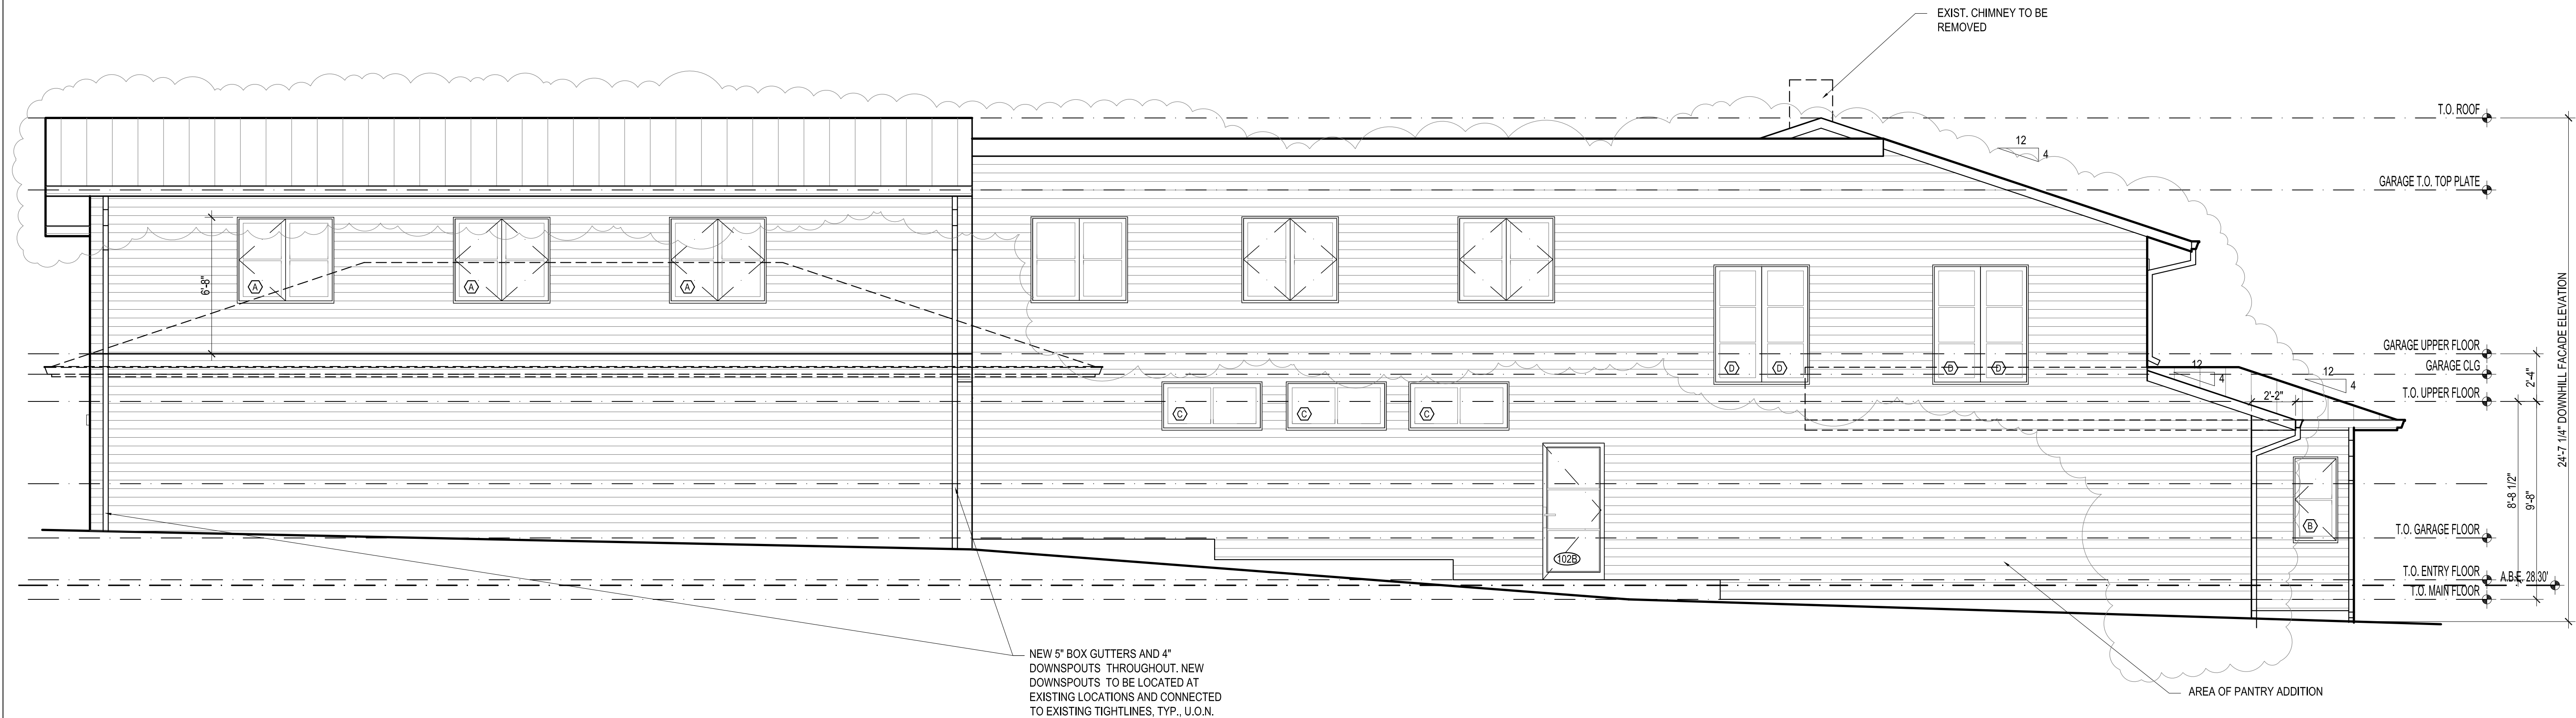 EXIST. CHIMNEY TO BE
REMOVED
T.O. ROOF
12
4
GARAGE T.O. TOP PLATE
6'-8"
A
A
A
GARAGE UPPER FLOOR
GARAGE CLG
T.O. UPPER FLOOR
2'-4"
24'-7 1/4" DOWNHILL FACADE ELEVATION
D
D
B
D
12
4
12
4
2'-2"
C
C
C
8'-8 1/2"
9'-8"
B
T.O. GARAGE FLOOR
102B
T.O. ENTRY FLOOR
A.B.E. 28.30'
T.O. MAIN FLOOR
NEW 5" BOX GUTTERS AND 4"
DOWNSPOUTS THROUGHOUT. NEW
DOWNSPOUTS TO BE LOCATED AT
EXISTING LOCATIONS AND CONNECTED
TO EXISTING TIGHTLINES, TYP., U.O.N.
AREA OF PANTRY ADDITION